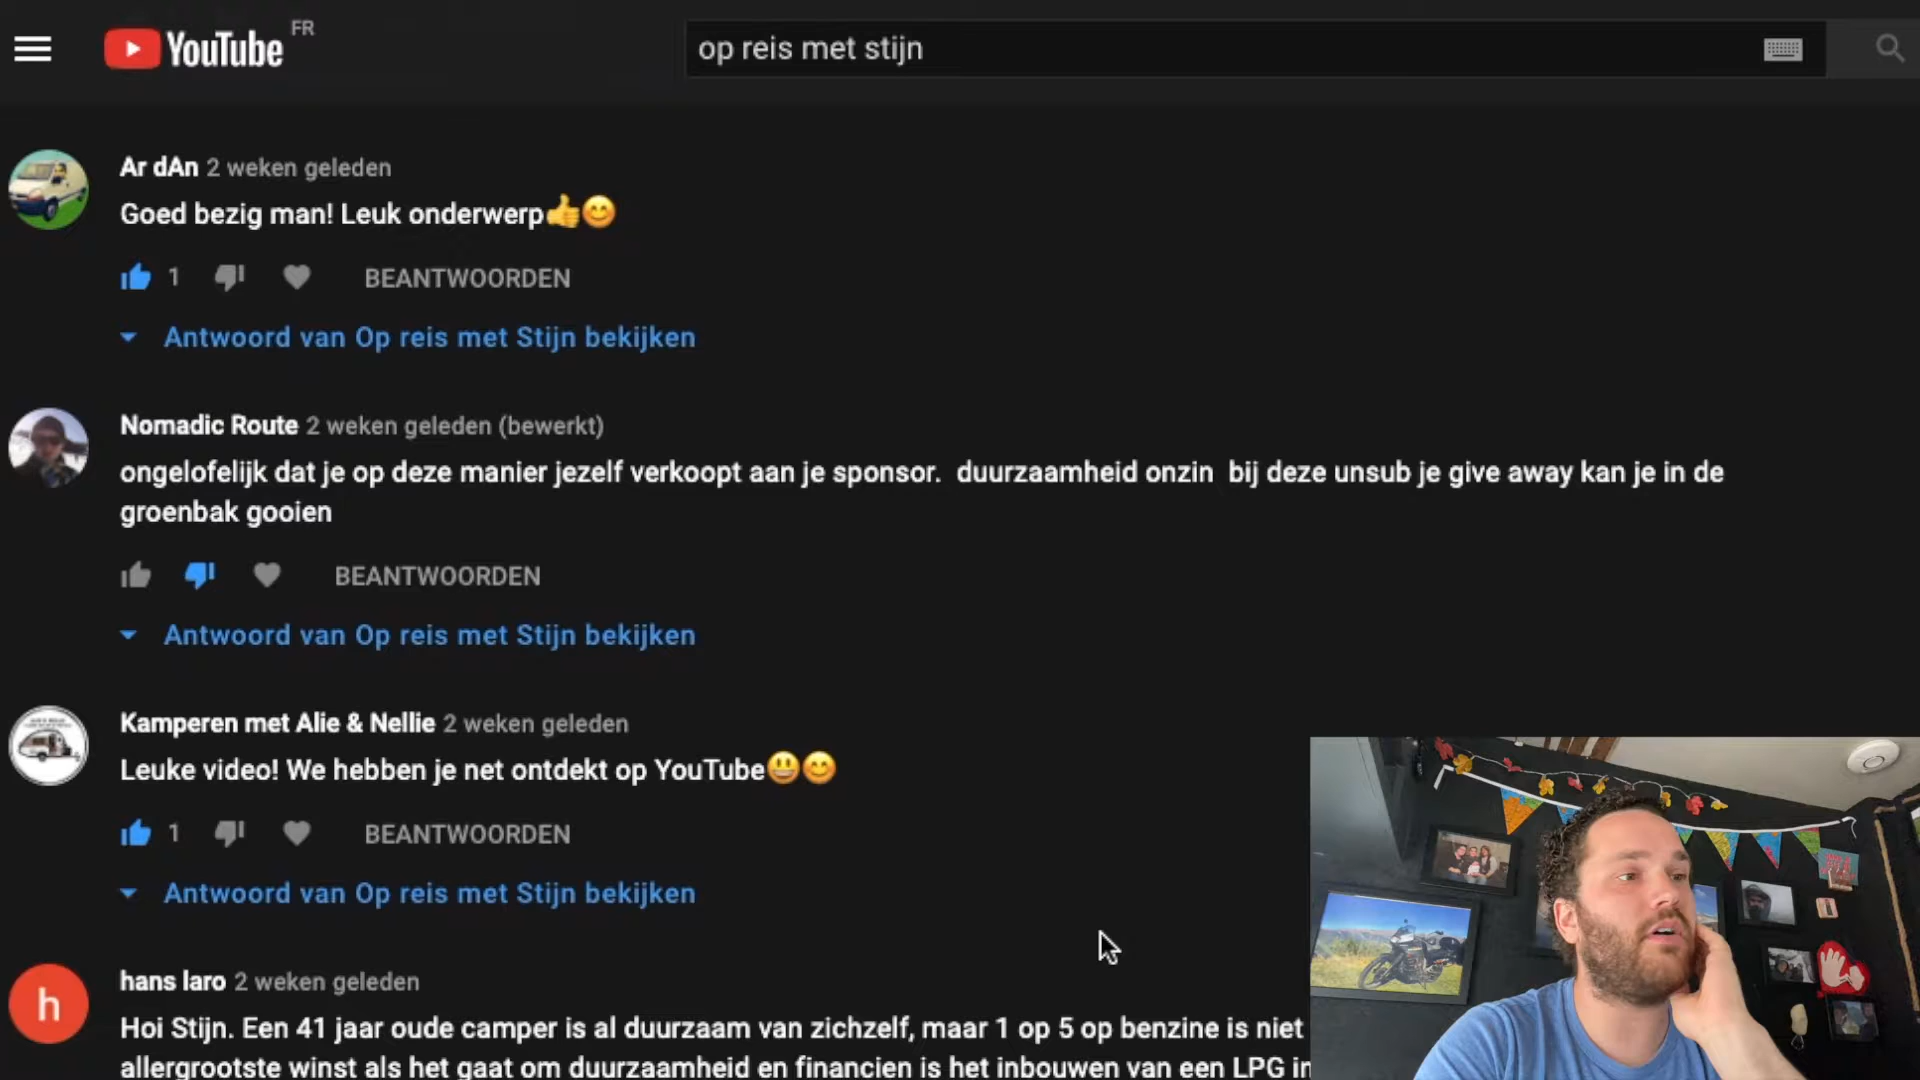 YouTube FR
op reis met stijn
Ar dAn 2 weken geleden
Goed bezig man! Leuk onderwerp👍😊
1 BEANTWOORDEN
Antwoord van Op reis met Stijn bekijken
Nomadic Route 2 weken geleden (bewerkt)
ongelofelijk dat je op deze manier jezelf verkoopt aan je sponsor.  duurzaamheid onzin  bij deze unsub je give away kan je in de
groenbak gooien
BEANTWOORDEN
Antwoord van Op reis met Stijn bekijken
Kamperen met Alie & Nellie 2 weken geleden
Leuke video! We hebben je net ontdekt op YouTube😃😊
1 BEANTWOORDEN
Antwoord van Op reis met Stijn bekijken
h
hans laro 2 weken geleden
Hoi Stijn. Een 41 jaar oude camper is al duurzaam van zichzelf, maar 1 op 5 op benzine is niet
allergrootste winst als het gaat om duurzaamheid en financien is het inbouwen van een LPG in